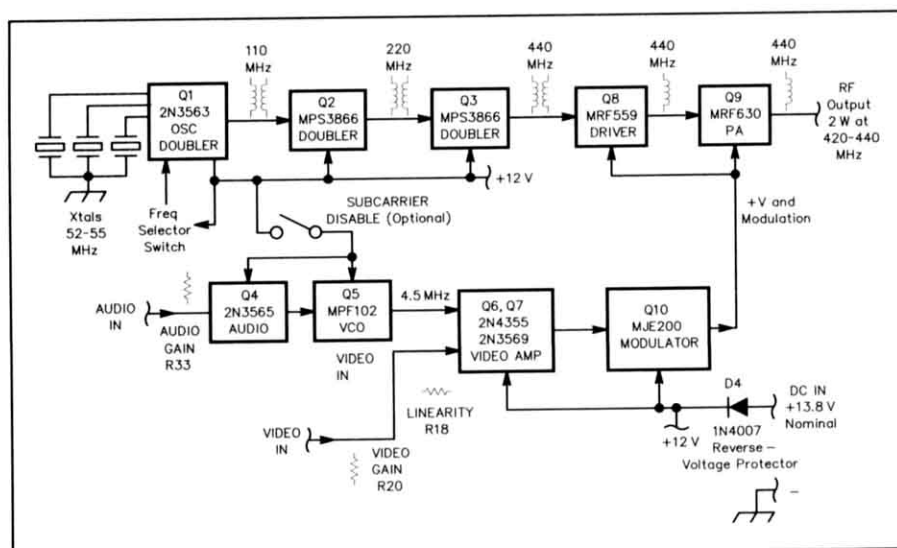 110
MHz
220
MHz
440
MHz
440
MHz
440
MHz
Q1
2N3563
OSC
DOUBLER
Q2
MPS3866
DOUBLER
Q3
MPS3866
DOUBLER
Q8
MRF559
DRIVER
Q9
MRF630
PA
RF
Output
2 W at
420-440
MHz
+12 V
Xtals
52-55
MHz
Freq
Selector
Switch
SUBCARRIER
DISABLE (Optional)
+V and
Modulation
AUDIO
IN
AUDIO
GAIN
R33
Q4
2N3565
AUDIO
Q5
MPF102
VCO
4.5 MHz
VIDEO
IN
Q6, Q7
2N4355
2N3569
VIDEO AMP
Q10
MJE200
MODULATOR
LINEARITY
R18
VIDEO
IN
VIDEO
GAIN
R20
D4
+12 V
1N4007
Reverse –
Voltage Protector
DC IN
+13.8 V
Nominal
–